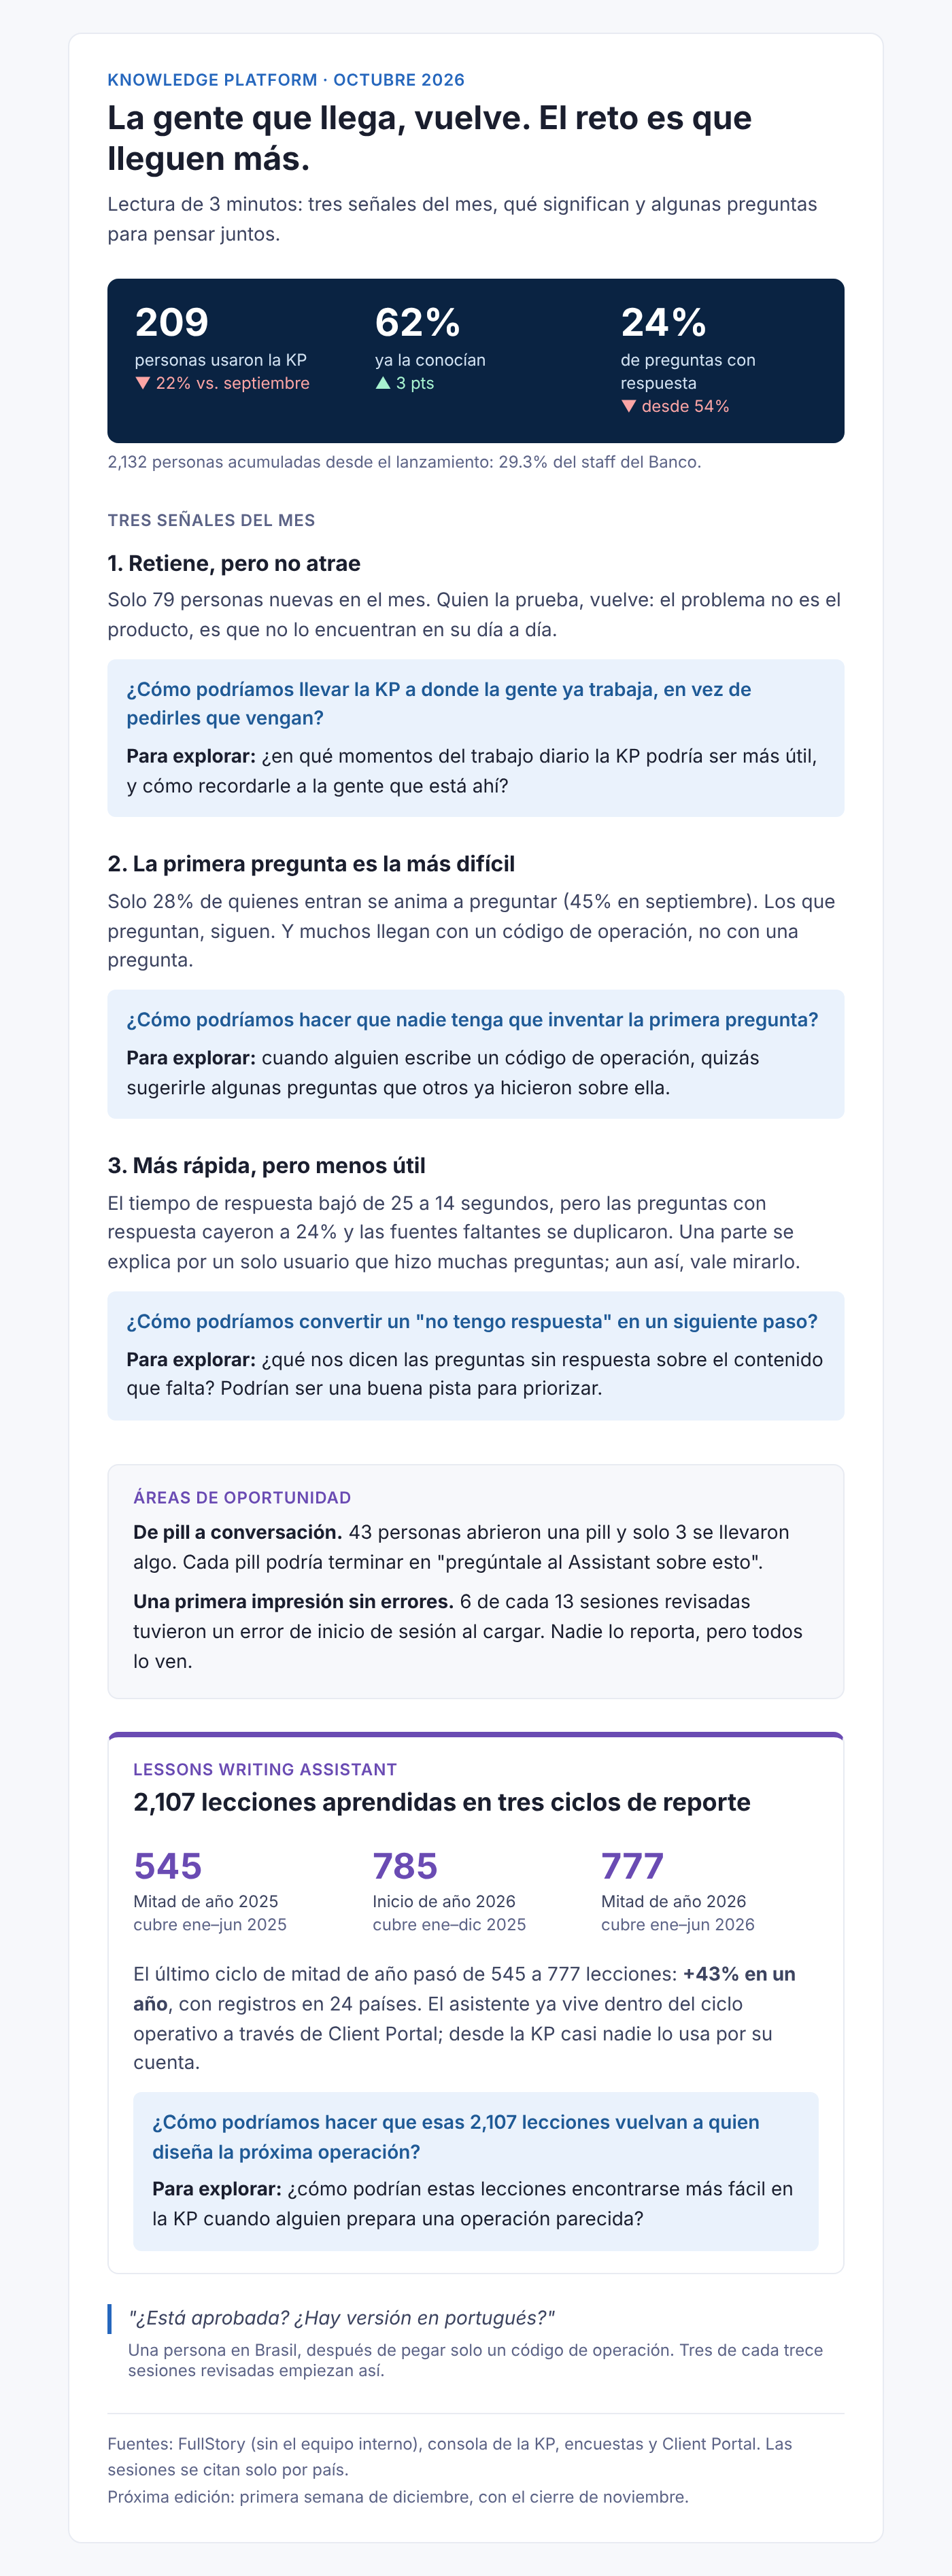 KNOWLEDGE PLATFORM · OCTUBRE 2026
La gente que llega, vuelve. El reto es que
lleguen más.
Lectura de 3 minutos: tres señales del mes, qué significan y algunas preguntas
para pensar juntos.
209
personas usaron la KP
▼ 22% vs. septiembre
62%
ya la conocían
▲ 3 pts
24%
de preguntas con
respuesta
▼ desde 54%
2,132 personas acumuladas desde el lanzamiento: 29.3% del staff del Banco.
TRES SEÑALES DEL MES
1. Retiene, pero no atrae
Solo 79 personas nuevas en el mes. Quien la prueba, vuelve: el problema no es el
producto, es que no lo encuentran en su día a día.
¿Cómo podríamos llevar la KP a donde la gente ya trabaja, en vez de
pedirles que vengan?
Para explorar: ¿en qué momentos del trabajo diario la KP podría ser más útil,
y cómo recordarle a la gente que está ahí?
2. La primera pregunta es la más difícil
Solo 28% de quienes entran se anima a preguntar (45% en septiembre). Los que
preguntan, siguen. Y muchos llegan con un código de operación, no con una
pregunta.
¿Cómo podríamos hacer que nadie tenga que inventar la primera pregunta?
Para explorar: cuando alguien escribe un código de operación, quizás
sugerirle algunas preguntas que otros ya hicieron sobre ella.
3. Más rápida, pero menos útil
El tiempo de respuesta bajó de 25 a 14 segundos, pero las preguntas con
respuesta cayeron a 24% y las fuentes faltantes se duplicaron. Una parte se
explica por un solo usuario que hizo muchas preguntas; aun así, vale mirarlo.
¿Cómo podríamos convertir un "no tengo respuesta" en un siguiente paso?
Para explorar: ¿qué nos dicen las preguntas sin respuesta sobre el contenido
que falta? Podrían ser una buena pista para priorizar.
ÁREAS DE OPORTUNIDAD
De pill a conversación. 43 personas abrieron una pill y solo 3 se llevaron
algo. Cada pill podría terminar en "pregúntale al Assistant sobre esto".
Una primera impresión sin errores. 6 de cada 13 sesiones revisadas
tuvieron un error de inicio de sesión al cargar. Nadie lo reporta, pero todos
lo ven.
LESSONS WRITING ASSISTANT
2,107 lecciones aprendidas en tres ciclos de reporte
545
Mitad de año 2025
cubre ene–jun 2025
785
Inicio de año 2026
cubre ene–dic 2025
777
Mitad de año 2026
cubre ene–jun 2026
El último ciclo de mitad de año pasó de 545 a 777 lecciones: +43% en un
año, con registros en 24 países. El asistente ya vive dentro del ciclo
operativo a través de Client Portal; desde la KP casi nadie lo usa por su
cuenta.
¿Cómo podríamos hacer que esas 2,107 lecciones vuelvan a quien
diseña la próxima operación?
Para explorar: ¿cómo podrían estas lecciones encontrarse más fácil en
la KP cuando alguien prepara una operación parecida?
"¿Está aprobada? ¿Hay versión en portugués?"
Una persona en Brasil, después de pegar solo un código de operación. Tres de cada trece
sesiones revisadas empiezan así.
Fuentes: FullStory (sin el equipo interno), consola de la KP, encuestas y Client Portal. Las
sesiones se citan solo por país.
Próxima edición: primera semana de diciembre, con el cierre de noviembre.